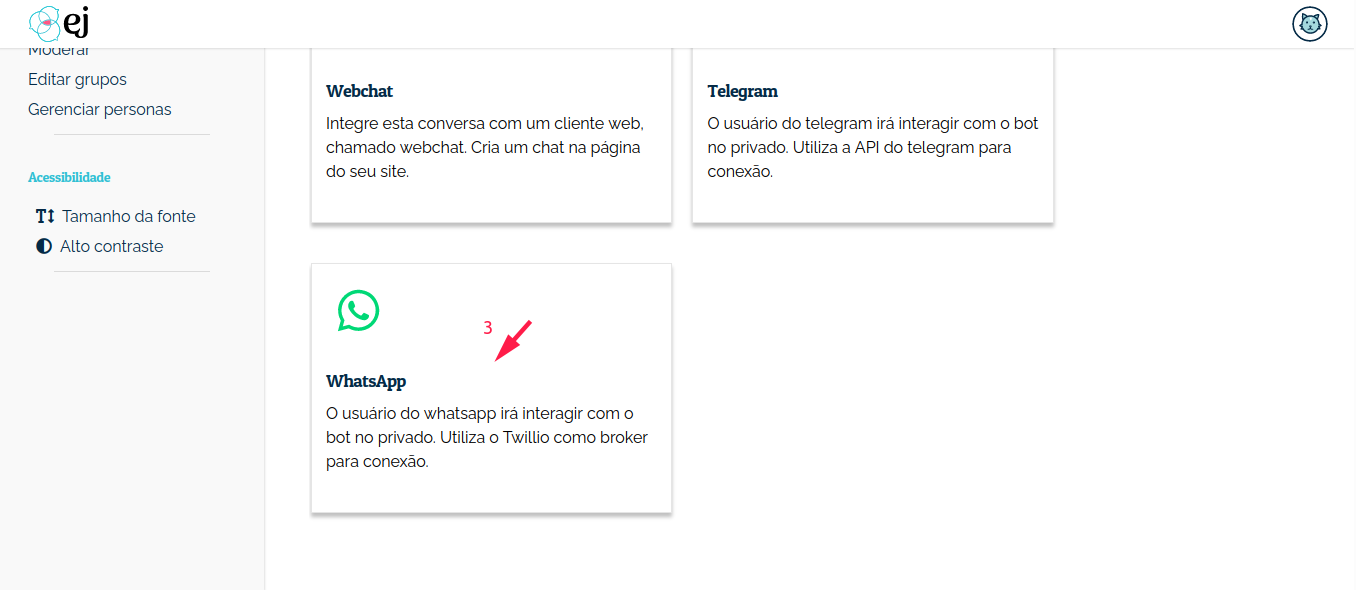 ej
Moderar
Editar grupos
Gerenciar personas
Acessibilidade
Tamanho da fonte
Alto contraste
Webchat
Integre esta conversa com um cliente web,
chamado webchat. Cria um chat na página
do seu site.
Telegram
O usuário do telegram irá interagir com o bot
no privado. Utiliza a API do telegram para
conexão.
3
WhatsApp
O usuário do whatsapp irá interagir com o
bot no privado. Utiliza o Twillio como broker
para conexão.